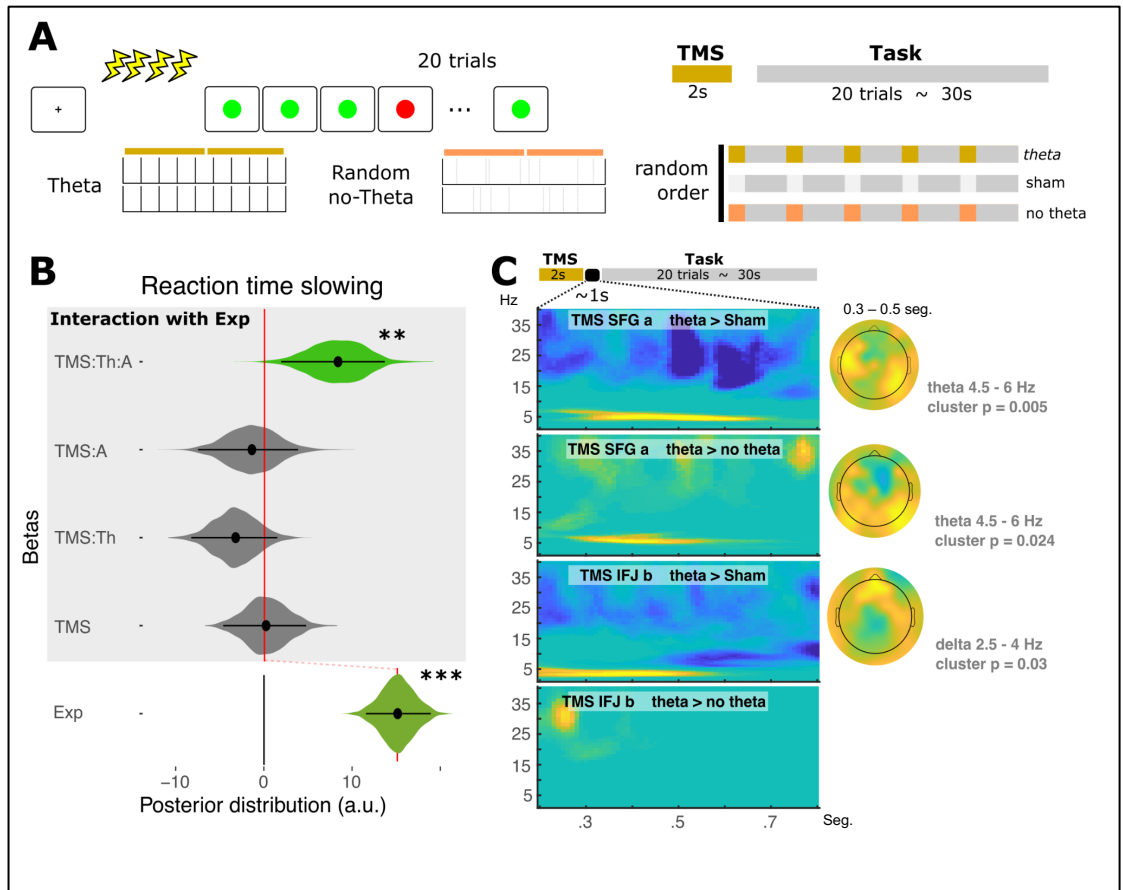 A
20 trials
TMS
Task
2s
20 trials ~ 30s
+
...
Theta
Random
no-Theta
random
order
theta
sham
no theta
B
Reaction time slowing
Interaction with Exp
**
TMS:Th:A
TMS:A
TMS:Th
TMS
***
Exp
Betas
−10
0
10
Posterior distribution (a.u.)
C
TMS
Task
2s
20 trials ~ 30s
~1s
Hz
TMS SFG a theta > Sham
35
25
15
5
0.3 – 0.5 seg.
theta 4.5 - 6 Hz
cluster p = 0.005
TMS SFG a theta > no theta
35
25
15
5
theta 4.5 - 6 Hz
cluster p = 0.024
TMS IFJ b theta > Sham
35
25
15
5
delta 2.5 - 4 Hz
cluster p = 0.03
TMS IFJ b theta > no theta
35
25
15
5
.3
.5
.7
Seg.